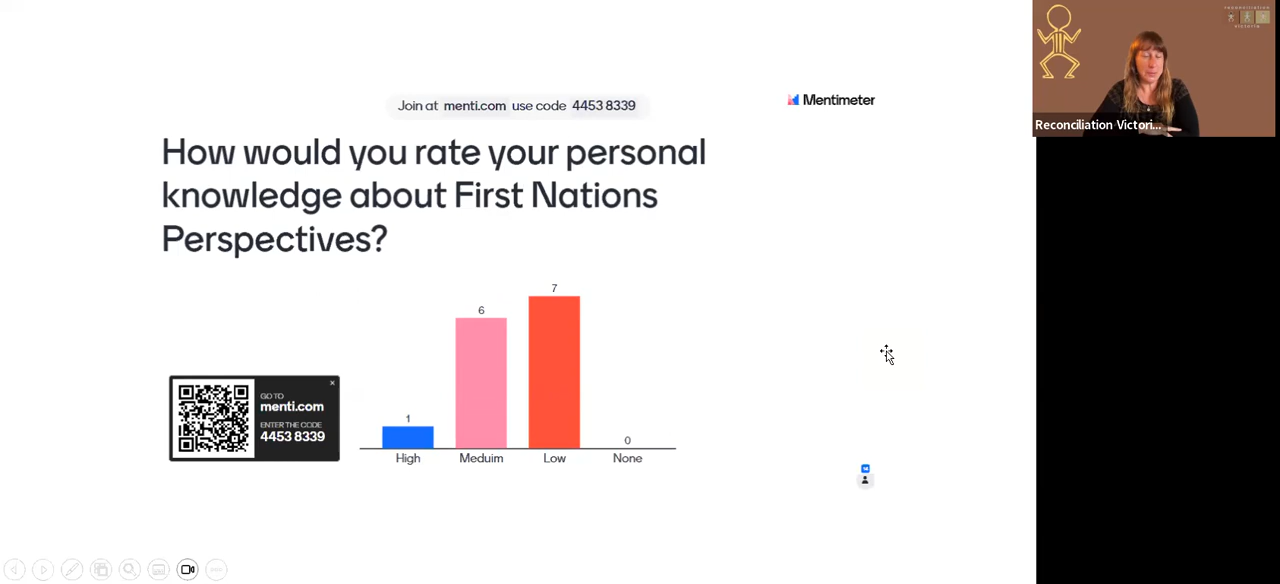 Join at menti.com use code 4453 8339
Mentimeter
How would you rate your personal
knowledge about First Nations
Perspectives?
7
6
1
0
High Meduim Low None
GO TO
menti.com
ENTER THE CODE
4453 8339
reconciliation
victoria
Reconciliation Victori...